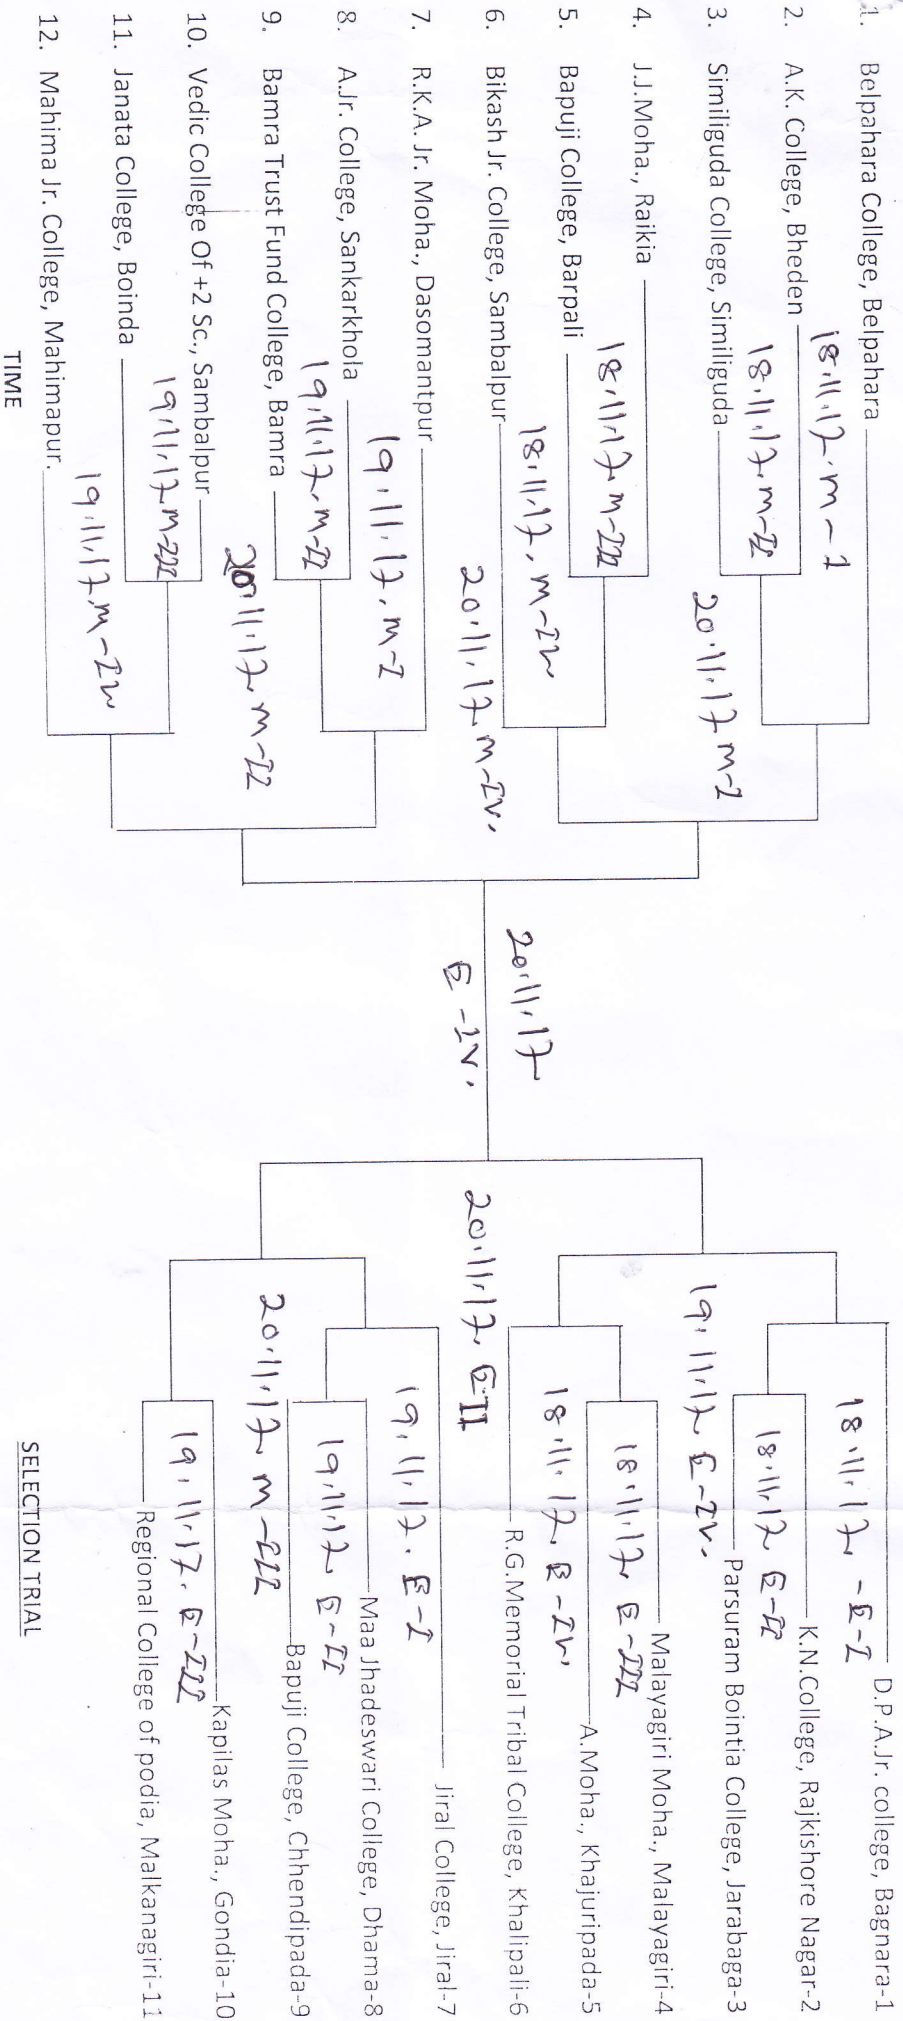 1. Belpahara College, Belpahara
18.11.17. M-I
2. A.K. College, Bheden
18.11.17. M-II
3. Similiguda College, Similiguda
20.11.17 M-I
4. J.J.Moha., Raikia
18.11.17. M-III
5. Bapuji College, Barpali
18.11.17. M-IV
6. Bikash Jr. College, Sambalpur
20.11.17. M-IV.
7. R.K.A. Jr. Moha., Dasomantpur
19.11.17. M-I
8. A.Jr. College, Sankarkhola
19.11.17. M-II
9. Bamra Trust Fund College, Bamra
20.11.17. M-II
10. Vedic College Of +2 Sc., Sambalpur
19.11.17. M-III
11. Janata College, Boinda
19.11.17. M-IV
12. Mahima Jr. College, Mahimapur.
TIME
20.11.17
E-IV.
D.P.A.Jr. college, Bagnara-1
18.11.17. -E-I
K.N.College, Rajkishore Nagar-2
18.11.17 E-II
Parsuram Bointia College, Jarabaga-3
19.11.17 E-IV.
Malayagiri Moha., Malayagiri-4
18.11.17 E-III
A.Moha., Khajuripada-5
18.11.17. E-IV,
R.G.Memorial Tribal College, Khalipali-6
20.11.17. E-II
Jiral College, Jiral-7
19.11.17. E-I
Maa Jhadeswari College, Dhama-8
19.11.17 E-II
Bapuji College, Chhendipada-9
20.11.17. M-III
Kapilas Moha., Gondia-10
19.11.17. E-III
Regional College of podia, Malkanagiri-11
SELECTION TRIAL